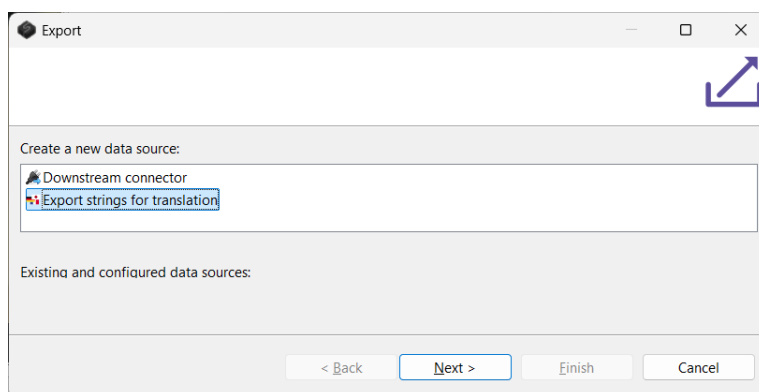 Export
Create a new data source:
Downstream connector
Export strings for translation
Existing and configured data sources:
< Back Next > Finish Cancel